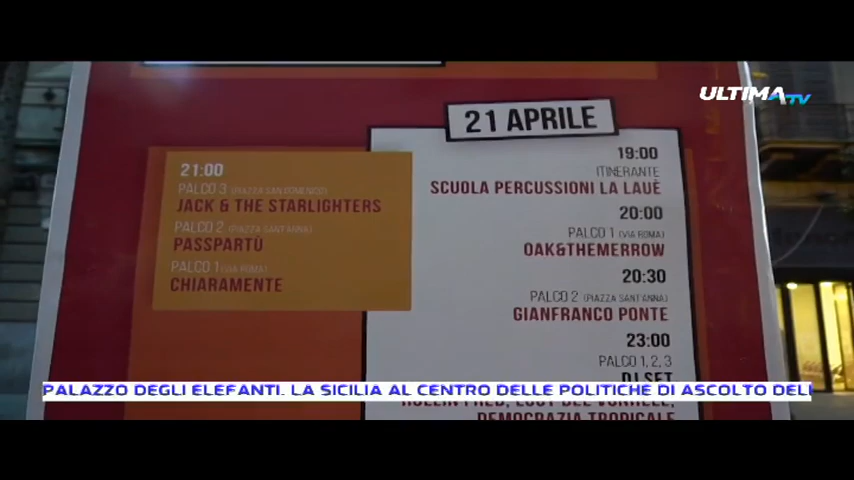 ULTIMATV
21 APRILE
21:00
PALCO 3 (PIAZZA SAN DOMENICO)
JACK & THE STARLIGHTERS
PALCO 2 (PIAZZA SANT'ANNA)
PASSPARTÙ
PALCO 1 (VIA ROMA)
CHIARAMENTE
19:00
ITINERANTE
SCUOLA PERCUSSIONI LA LAUÈ
20:00
PALCO 1 (VIA ROMA)
OAK&THEMERROW
20:30
PALCO 2 (PIAZZA SANT'ANNA)
GIANFRANCO PONTE
23:00
PALCO 1, 2, 3
DJ SET
DEMOCRAZIA TROPICALE
PALAZZO DEGLI ELEFANTI. LA SICILIA AL CENTRO DELLE POLITICHE DI ASCOLTO DELL